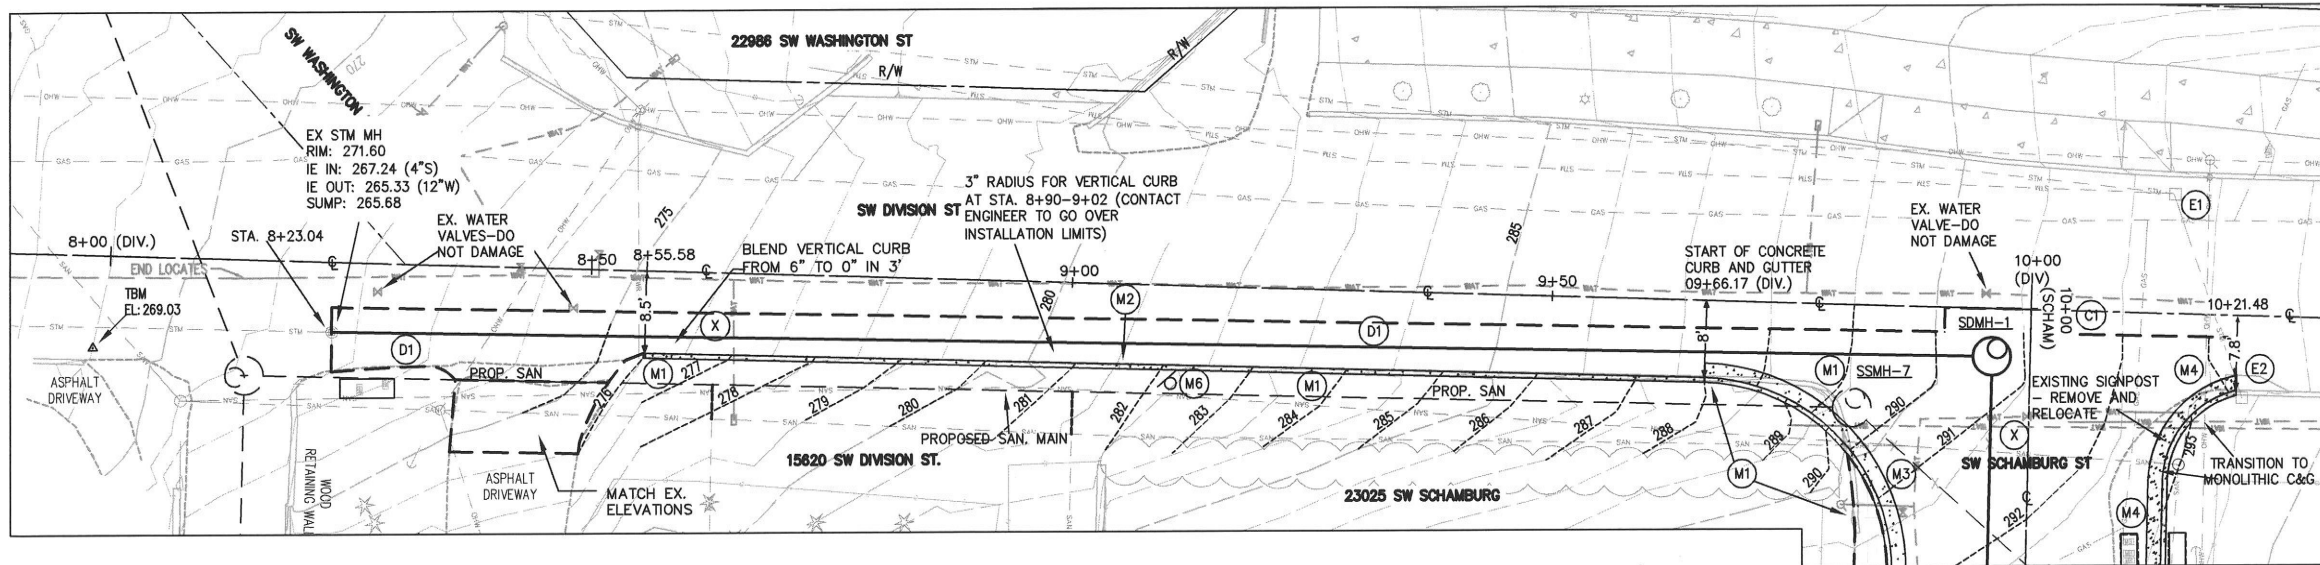 SW WASHINGTON
270
22986 SW WASHINGTON ST
R/W
R/W
EX STM MH
RIM: 271.60
IE IN: 267.24 (4"S)
IE OUT: 265.33 (12"W)
SUMP: 265.68
EX. WATER
VALVES-DO
NOT DAMAGE
STA. 8+23.04
8+00 (DIV.)
END LOCATES
TBM
EL: 269.03
ASPHALT
DRIVEWAY
8+50
8+55.58
8.5'
275
BLEND VERTICAL CURB
FROM 6" TO 0" IN 3'
SW DIVISION ST
3" RADIUS FOR VERTICAL CURB
AT STA. 8+90-9+02 (CONTACT
ENGINEER TO GO OVER
INSTALLATION LIMITS)
9+00
280
M2
285
9+50
START OF CONCRETE
CURB AND GUTTER
09+66.17 (DIV.)
8'
EX. WATER
VALVE-DO
NOT DAMAGE
10+00
(DIV)
10+00
(SCHAM)
10+21.48
7.8'
E1
C1
E2
SDMH-1
SSMH-7
D1
X
D1
PROP. SAN
M1
276
277
278
279
280
281
282
M6
283
284
M1
285
286
287
288
289
290
PROP. SAN
M1
290
291
292
293
M1
M3
M4
M4
X
PROPOSED SAN. MAIN
15620 SW DIVISION ST.
23025 SW SCHAMBURG
SW SCHAMBURG ST
EXISTING SIGNPOST
- REMOVE AND
RELOCATE
TRANSITION TO
MONOLITHIC C&G
WOOD
RETAINING WALL
ASPHALT
DRIVEWAY
MATCH EX.
ELEVATIONS